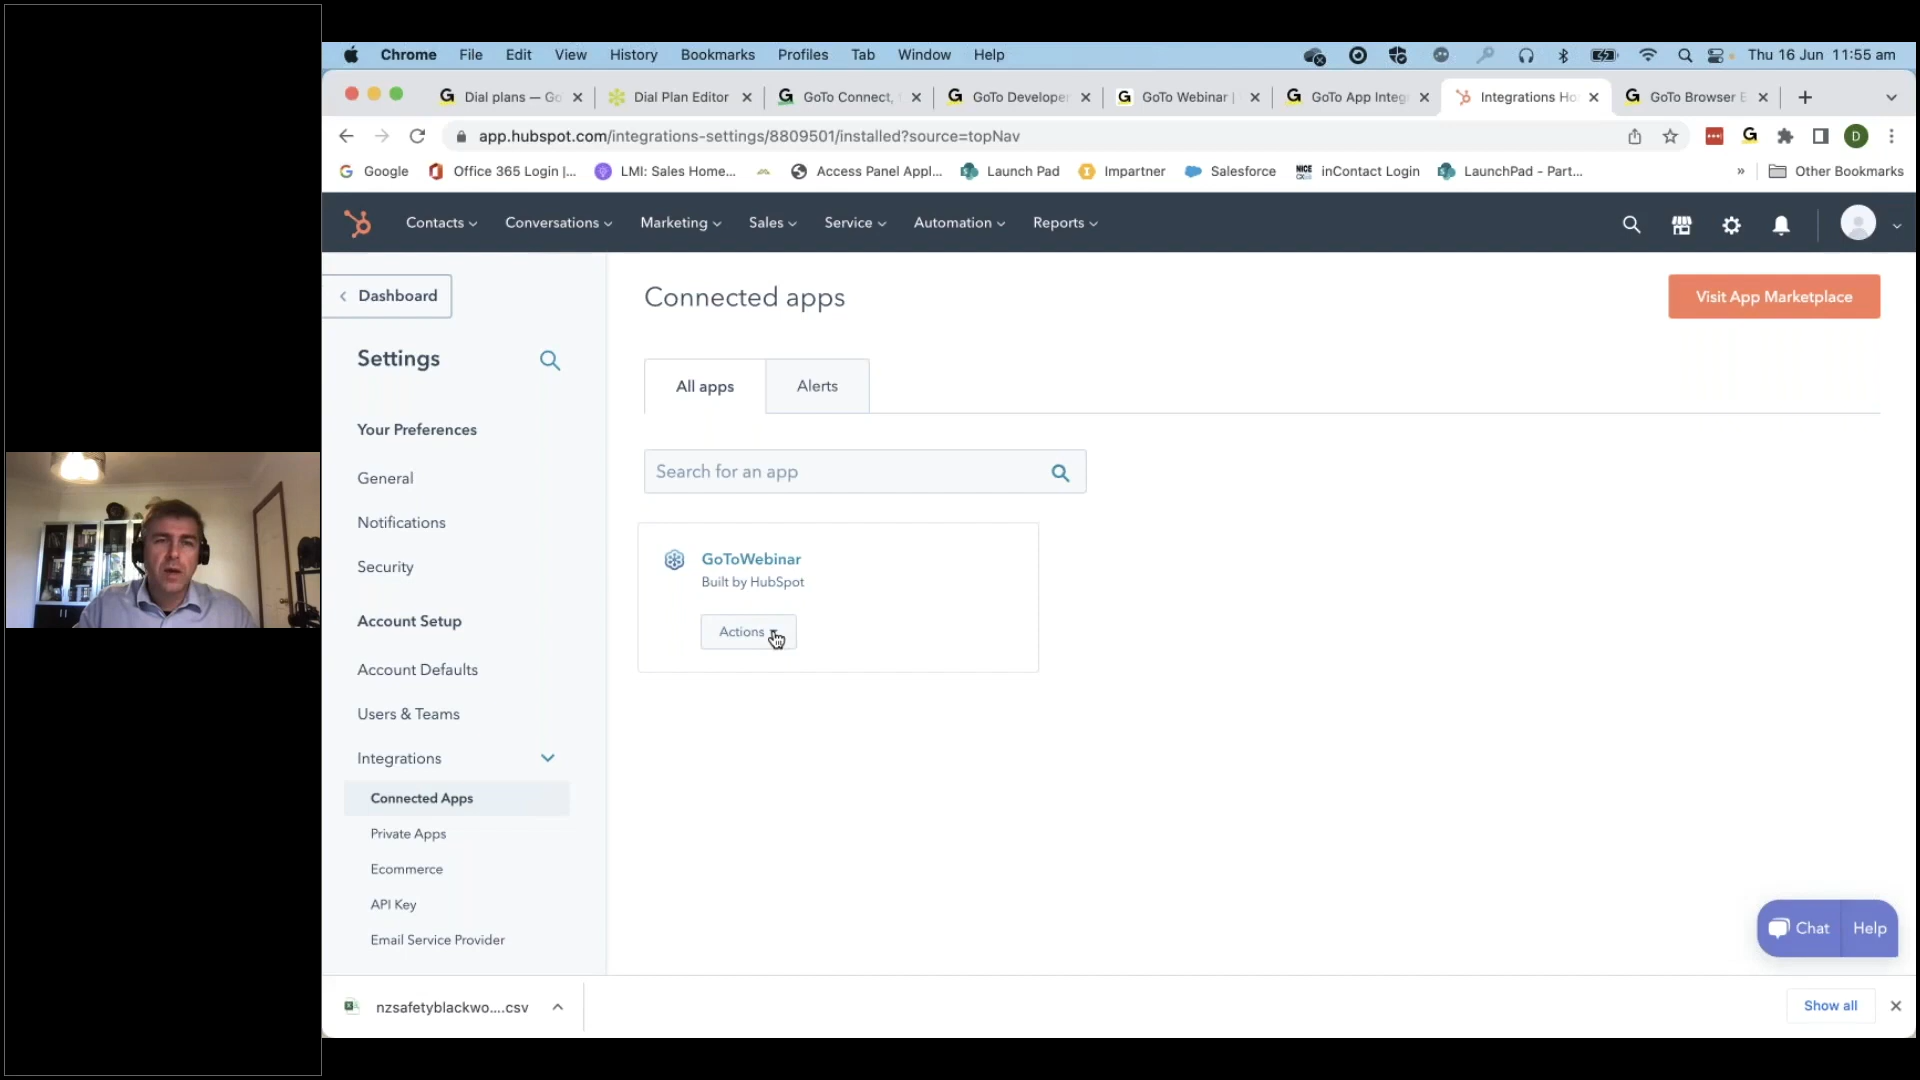 Chrome File Edit View History Bookmarks Profiles Tab Window Help Thu 16 Jun 11:55 am
Dial plans — Go Dial Plan Editor GoTo Connect, GoTo Developer GoTo Webinar | GoTo App Integ Integrations Ho GoTo Browser E
app.hubspot.com/integrations-settings/8809501/installed?source=topNav
D
Google Office 365 Login |... LMI: Sales Home... Access Panel Appl... Launch Pad Impartner Salesforce NICE inContact Login LaunchPad - Part... » Other Bookmarks
Contacts Conversations Marketing Sales Service Automation Reports
Dashboard
Connected apps
Visit App Marketplace
Settings
All apps
Alerts
Your Preferences
Search for an app
General
Notifications
GoToWebinar
Security
Built by HubSpot
Account Setup
Actions
Account Defaults
Users & Teams
Integrations
Connected Apps
Private Apps
Ecommerce
API Key
Chat Help
Email Service Provider
nzsafetyblackwo....csv
Show all